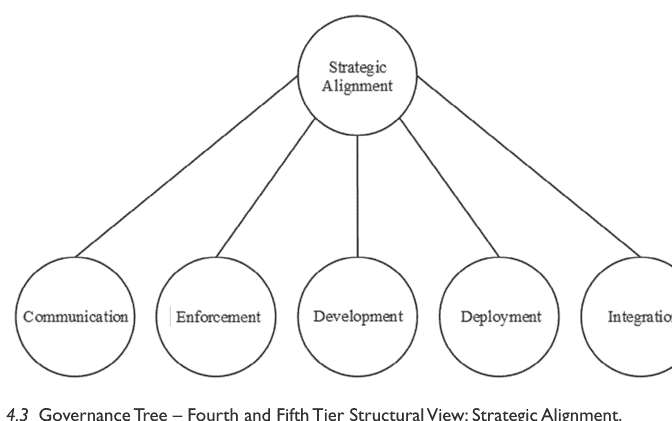 Strategic
Alignment
Communication
Enforcement
Development
Deployment
Integratio
4.3 Governance Tree – Fourth and Fifth Tier Structural View: Strategic Alignment.